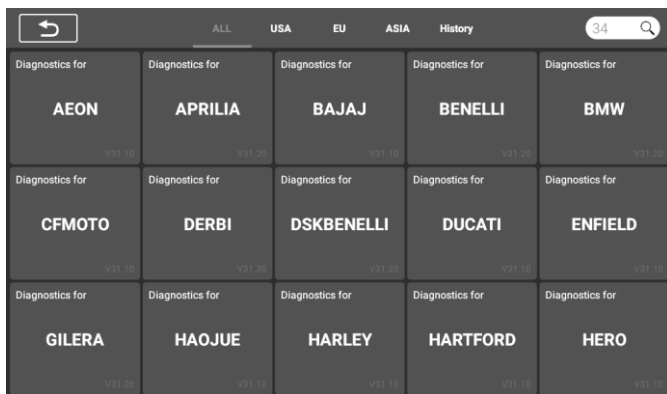 ALL USA EU ASIA History 34
Diagnostics for Diagnostics for Diagnostics for Diagnostics for Diagnostics for
AEON APRILIA BAJAJ BENELLI BMW
V31.10 V31.20 V31.10 V31.20 V31.20
Diagnostics for Diagnostics for Diagnostics for Diagnostics for Diagnostics for
CFMOTO DERBI DSKBENELLI DUCATI ENFIELD
V31.10 V31.20 V31.20 V31.10 V31.10
Diagnostics for Diagnostics for Diagnostics for Diagnostics for Diagnostics for
GILERA HAOJUE HARLEY HARTFORD HERO
V31.20 V31.10 V31.10 V31.10 V31.10